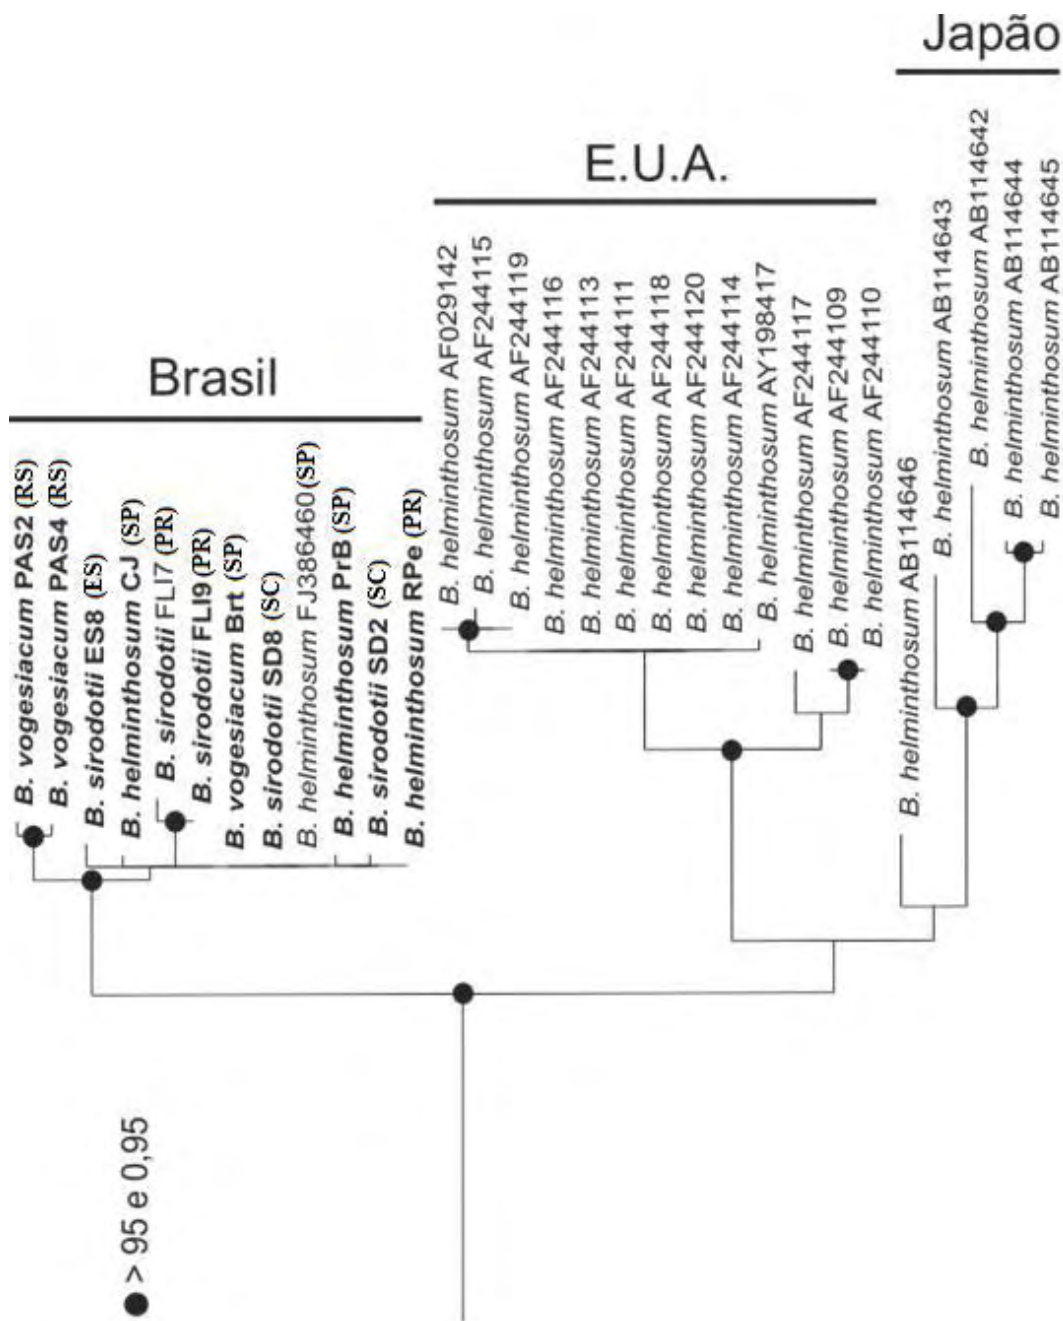 Brasil
B. vogesiacum PAS2 (RS)
B. vogesiacum PAS4 (RS)
B. sirodotii ES8 (ES)
B. helminthosum CJ (SP)
B. sirodotii FLI7 (PR)
B. sirodotii FLI9 (PR)
B. vogesiacum Brt (SP)
B. sirodotii SD8 (SC)
B. helminthosum FJ386460 (SP)
B. helminthosum PrB (SP)
B. sirodotii SD2 (SC)
B. helminthosum RPe (PR)
E.U.A.
B. helminthosum AF029142
B. helminthosum AF244115
B. helminthosum AF244119
B. helminthosum AF244116
B. helminthosum AF244113
B. helminthosum AF244111
B. helminthosum AF244118
B. helminthosum AF244120
B. helminthosum AF244114
B. helminthosum AY198417
B. helminthosum AF244117
B. helminthosum AF244109
B. helminthosum AF244110
Japão
B. helminthosum AB114646
B. helminthosum AB114643
B. helminthosum AB114642
B. helminthosum AB114644
B. helminthosum AB114645
> 95 e 0,95